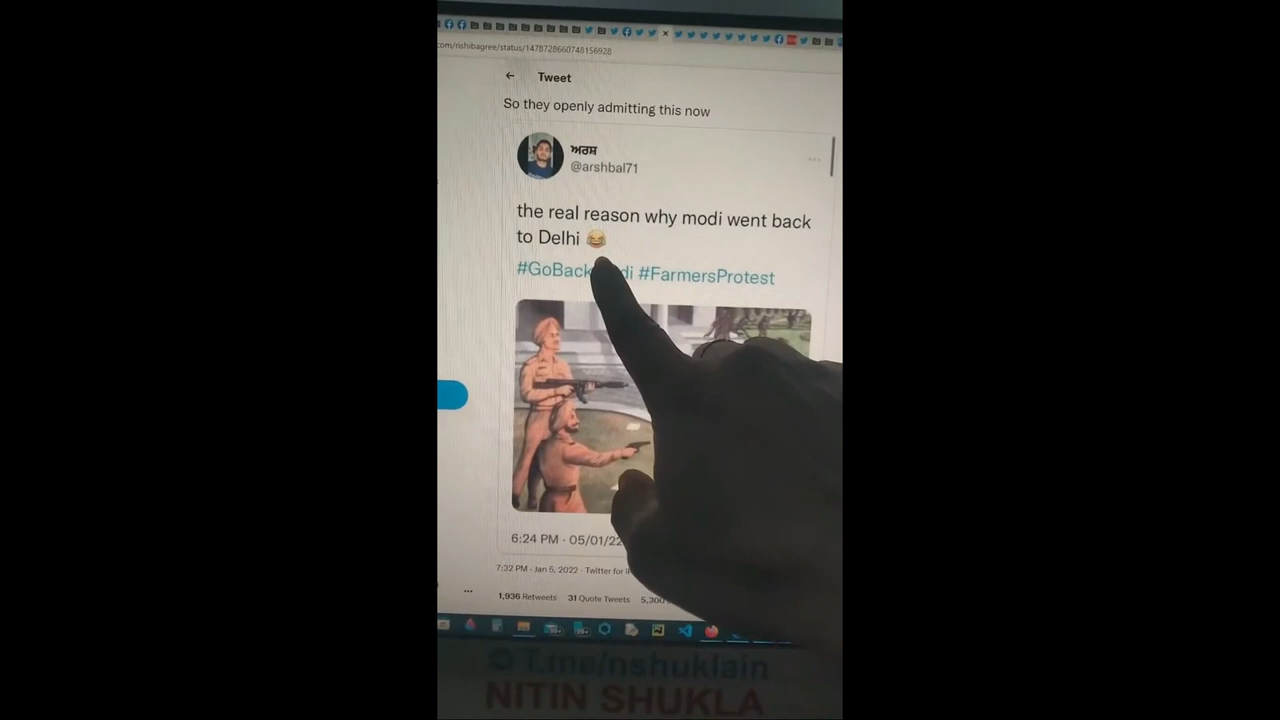 com/rishibagree/status/1478728660748156928
Tweet
So they openly admitting this now
ਅਰਸ਼
@arshbal71
the real reason why modi went back
to Delhi 😂
#GoBack di #FarmersProtest
6:24 PM · 05/01/22
7:32 PM · Jan 5, 2022 · Twitter for
1,936 Retweets 31 Quote Tweets 5,300
T.me/nshuklain
NITIN SHUKLA